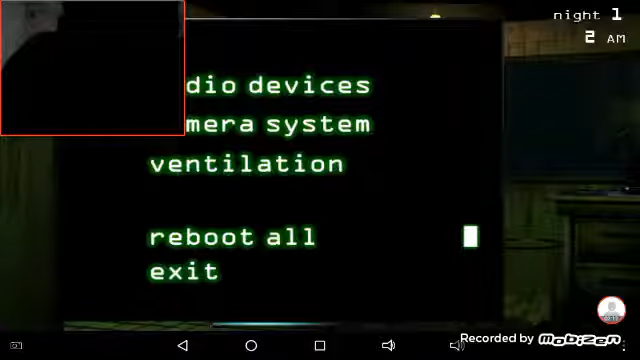 night 1
2 AM
dio devices
mera system
ventilation
reboot all
exit
Recorded by Mobizen